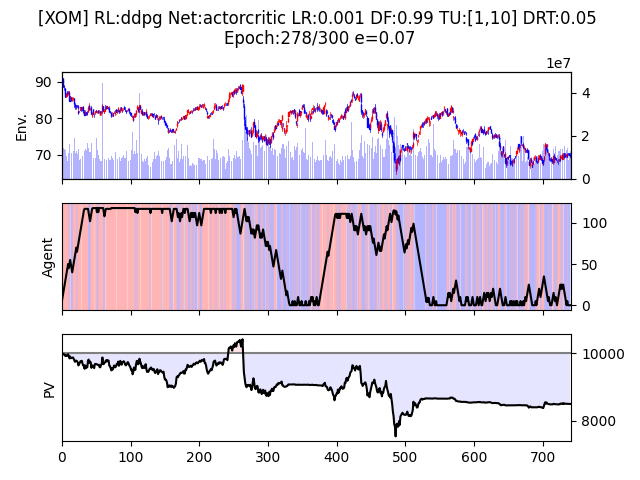 [XOM] RL:ddpg Net:actorcritic LR:0.001 DF:0.99 TU:[1,10] DRT:0.05
Epoch:278/300 e=0.07
1e7
90
80
70
Env.
4
2
0
Agent
100
50
0
PV
10000
8000
0 100 200 300 400 500 600 700